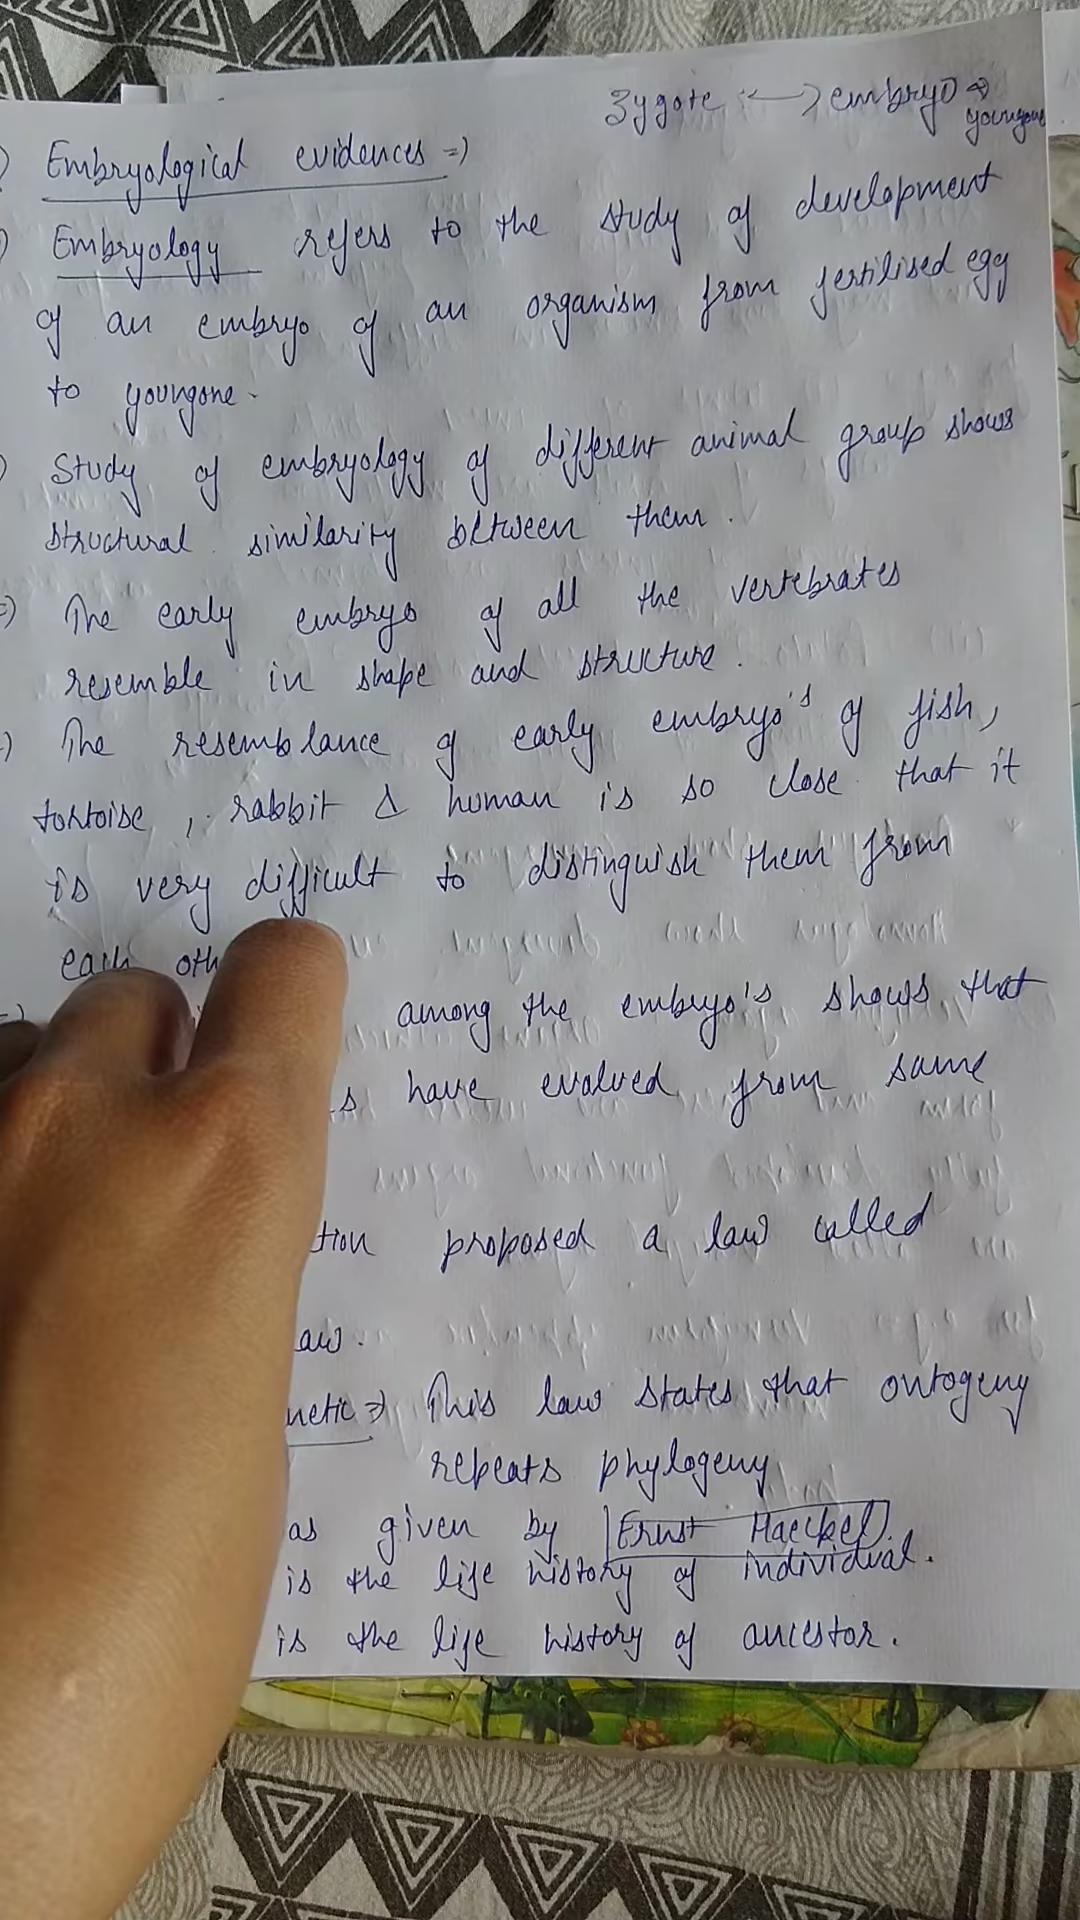 Zygote <--> embryo =>
youngone
Embryological evidences =>
Embryology refers to the study of development
of an embryo of an organism from fertilised egg
to youngone.
Study of embryology of different animal group shows
structural similarity between them.
The early embryo of all the vertebrates
resemble in shape and structure.
The resemblance of early embryo's of fish,
tortoise, rabbit & human is so close that it
is very difficult to distinguish them from
each oth
among the embryo's shows that
s have evolved from same
tion proposed a law called
aw.
netic => This law states that ontogeny
repeats phylogeny
as given by Ernst Haeckel.
is the life history of individual.
is the life history of ancestor.